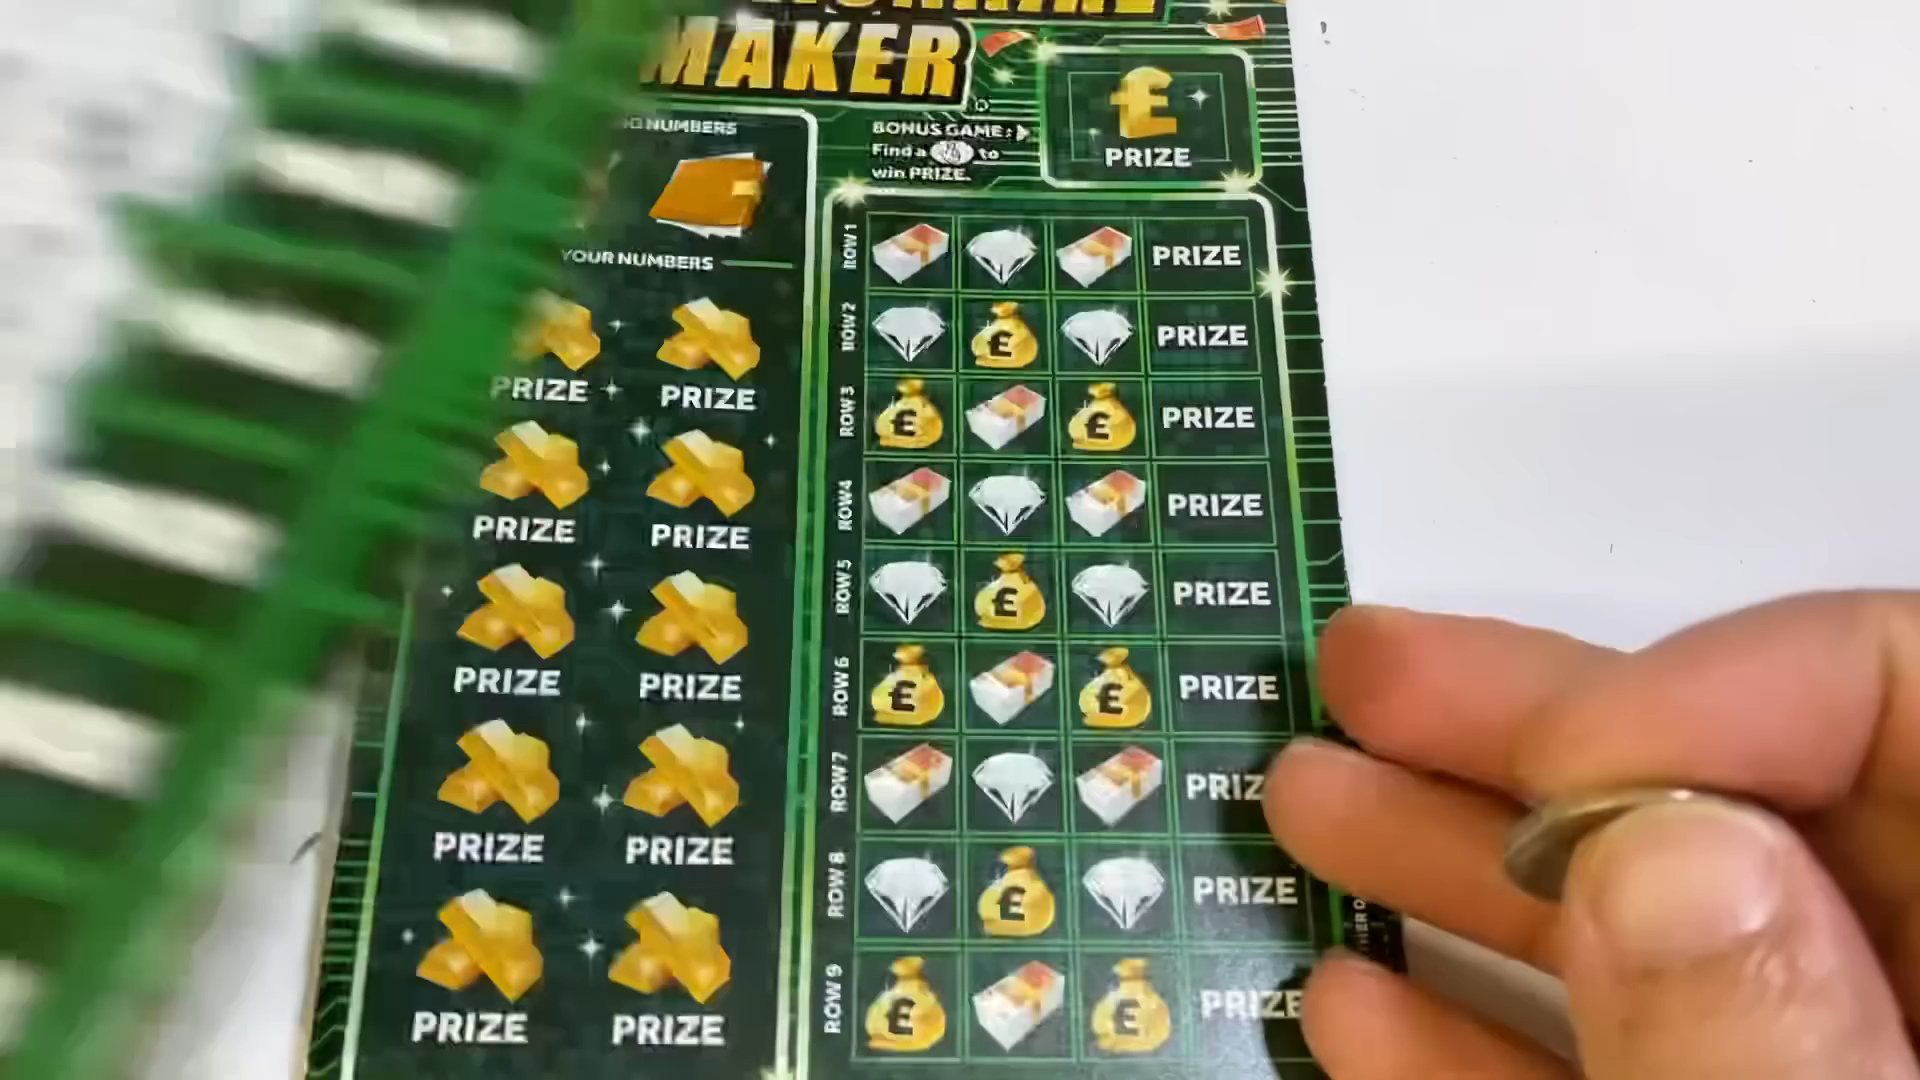 MAKER
NUMBERS
BONUS GAME:
Find a to
win PRIZE.
£
PRIZE
YOUR NUMBERS
PRIZE PRIZE
PRIZE PRIZE
PRIZE PRIZE
PRIZE PRIZE
PRIZE PRIZE
ROW 1 PRIZE
ROW 2 £ PRIZE
ROW 3 £ £ PRIZE
ROW 4 PRIZE
ROW 5 £ PRIZE
ROW 6 £ £ PRIZE
ROW 7 PRIZ
ROW 8 £ PRIZE
ROW 9 £ £ PRIZE